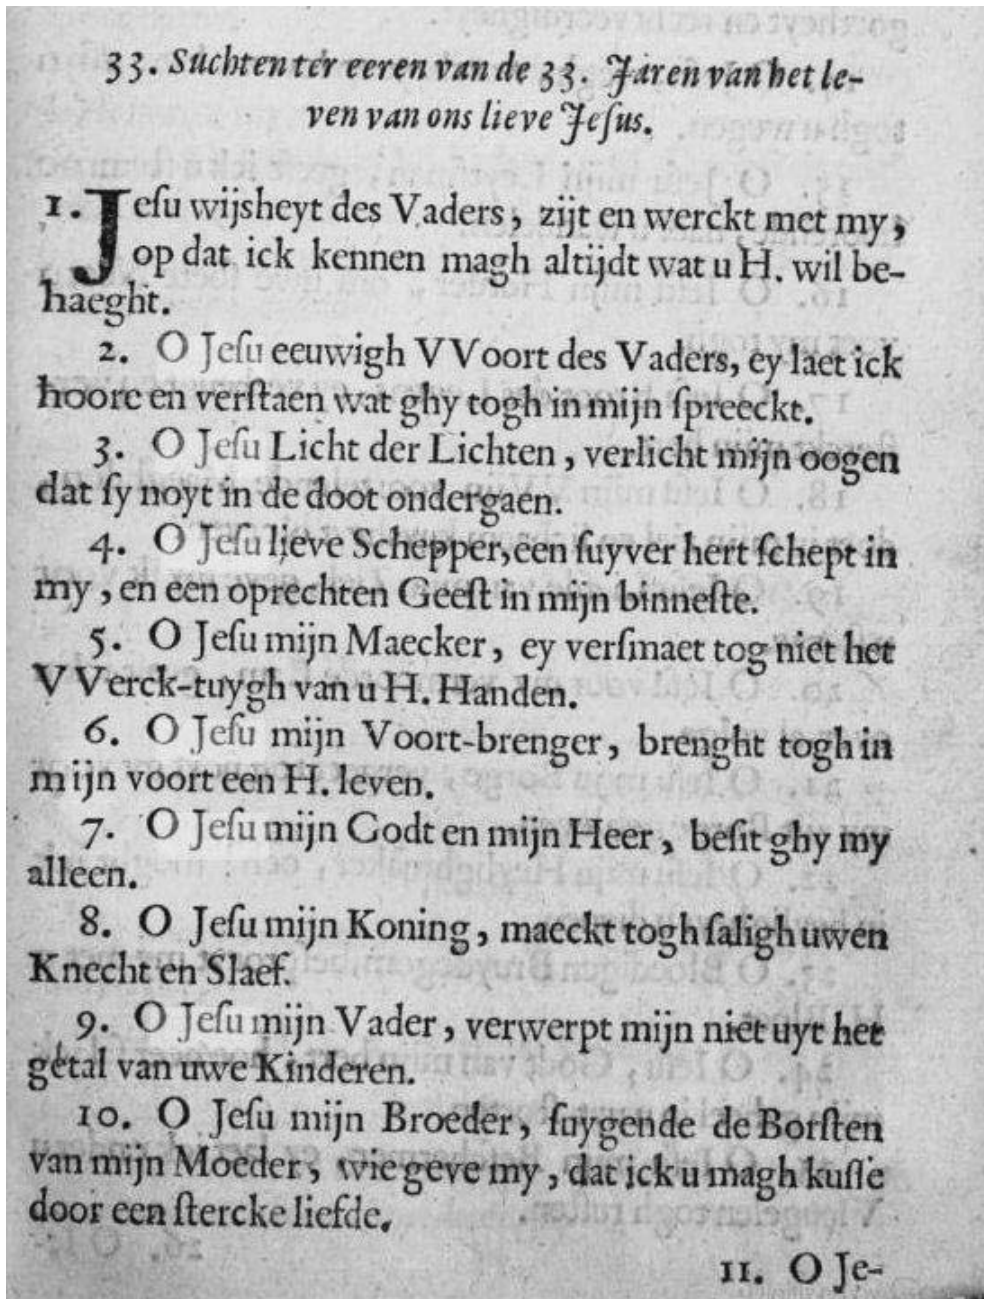 33. Suchten ter eeren van de 33. Jaren van het le-
ven van ons lieve Jeſus.
1. Jeſu wijsheyt des Vaders, zijt en werckt met my,
op dat ick kennen magh altijdt wat u H. wil be-
haeght.
2. O Jeſu eeuwigh VVoort des Vaders, ey laet ick
hoore en verſtaen wat ghy togh in mijn ſpreeckt.
3. O Jeſu Licht der Lichten, verlicht mijn oogen
dat ſy noyt in de doot ondergaen.
4. O Jeſu lieve Schepper, een ſuyver hert ſchept in
my, en een oprechten Geeſt in mijn binneſte.
5. O Jeſu mijn Maecker, ey verſmaet tog niet het
VVerck-tuygh van u H. Handen.
6. O Jeſu mijn Voort-brenger, brenght togh in
mijn voort een H. leven.
7. O Jeſu mijn Godt en mijn Heer, beſit ghy my
alleen.
8. O Jeſu mijn Koning, maeckt togh ſaligh uwen
Knecht en Slaef.
9. O Jeſu mijn Vader, verwerpt mijn niet uyt het
getal van uwe Kinderen.
10. O Jeſu mijn Broeder, ſuygende de Borſten
van mijn Moeder, wie geve my, dat ick u magh kuſſe
door een ſtercke liefde.
11. O Je-